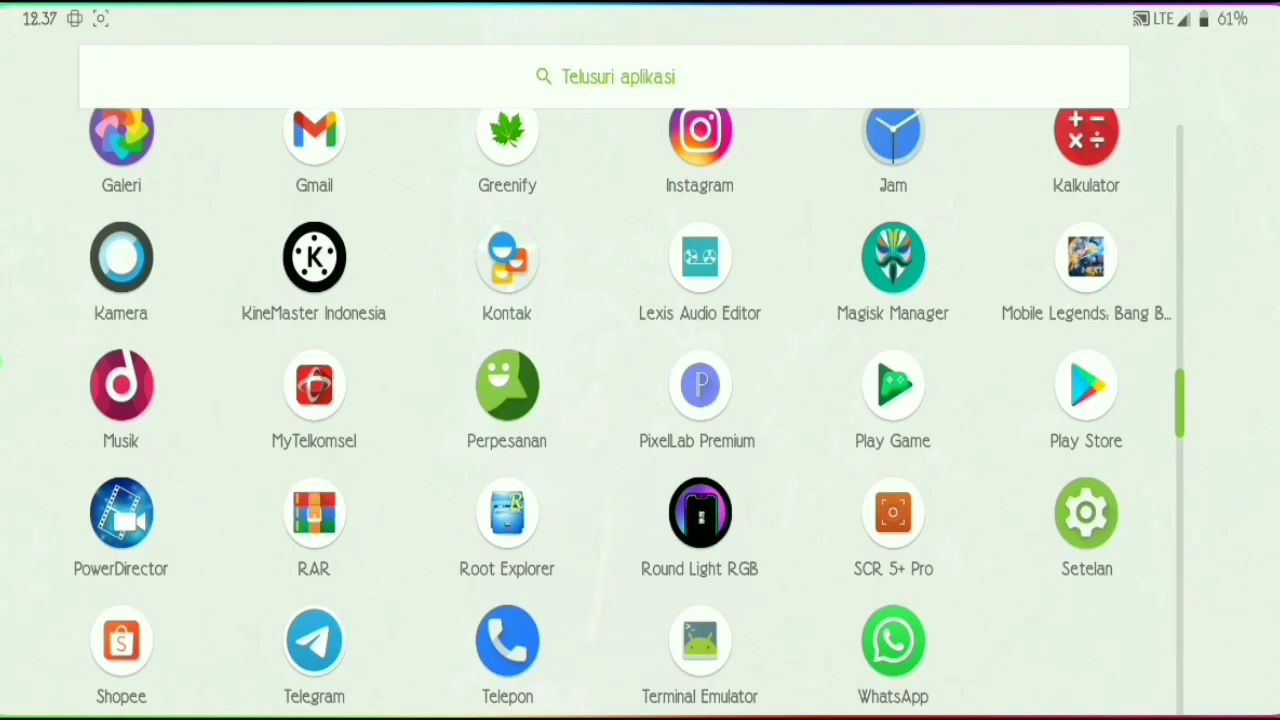 12.37
LTE 61%
Telusuri aplikasi
Galeri Gmail Greenify Instagram Jam Kalkulator
Kamera KineMaster Indonesia Kontak Lexis Audio Editor Magisk Manager Mobile Legends: Bang B...
Musik MyTelkomsel Perpesanan PixelLab Premium Play Game Play Store
PowerDirector RAR Root Explorer Round Light RGB SCR 5+ Pro Setelan
Shopee Telegram Telepon Terminal Emulator WhatsApp